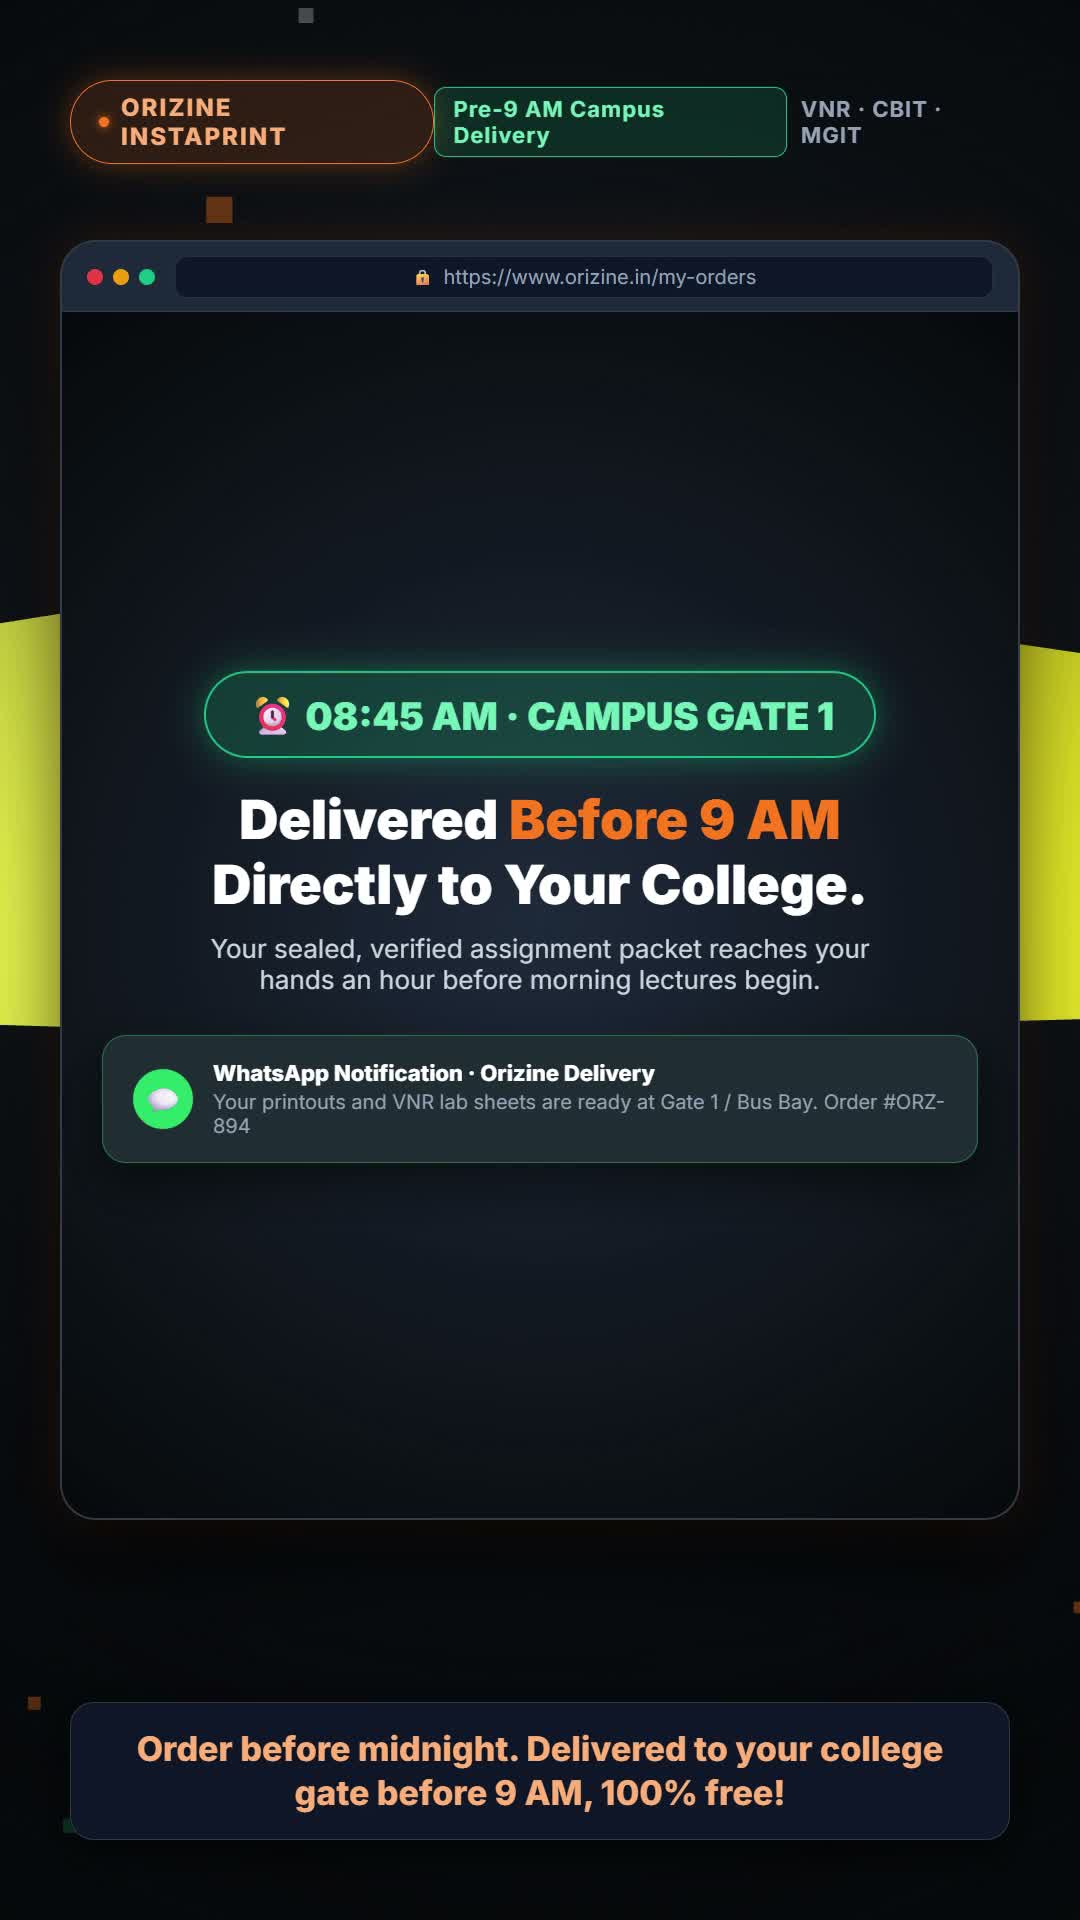 ORIZINE
INSTAPRINT
Pre-9 AM Campus
Delivery
VNR · CBIT ·
MGIT
https://www.orizine.in/my-orders
08:45 AM · CAMPUS GATE 1
Delivered Before 9 AM
Directly to Your College.
Your sealed, verified assignment packet reaches your
hands an hour before morning lectures begin.
WhatsApp Notification · Orizine Delivery
Your printouts and VNR lab sheets are ready at Gate 1 / Bus Bay. Order #ORZ-
894
Order before midnight. Delivered to your college
gate before 9 AM, 100% free!